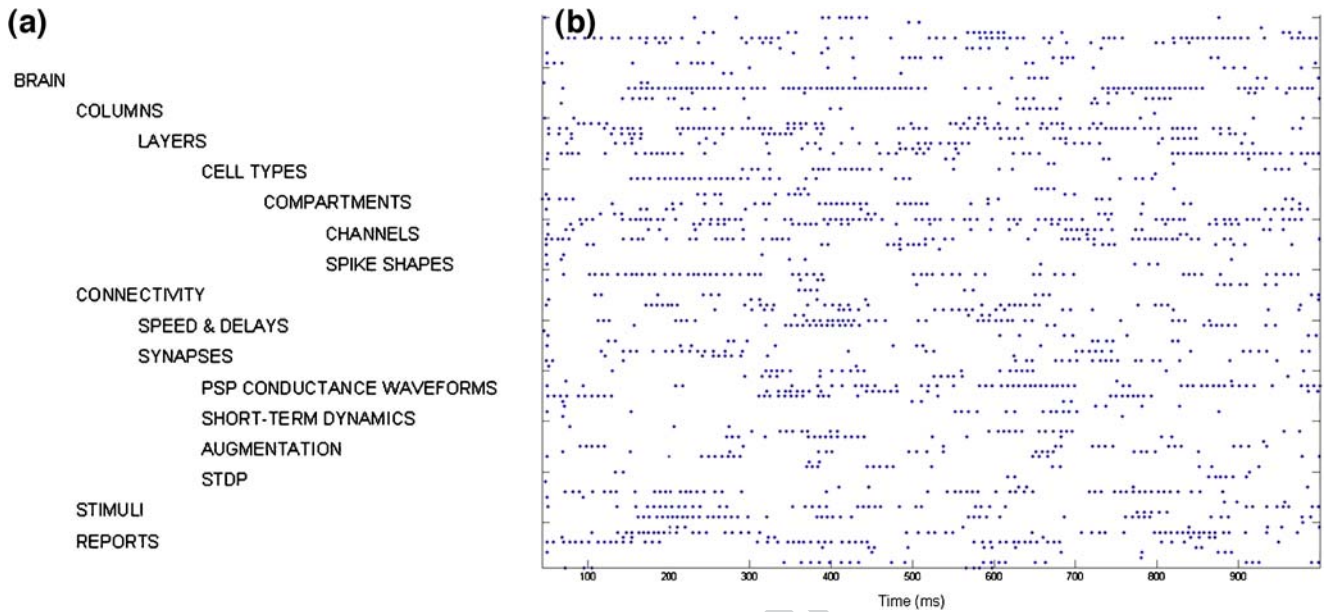 (a)
BRAIN
COLUMNS
LAYERS
CELL TYPES
COMPARTMENTS
CHANNELS
SPIKE SHAPES
CONNECTIVITY
SPEED & DELAYS
SYNAPSES
PSP CONDUCTANCE WAVEFORMS
SHORT-TERM DYNAMICS
AUGMENTATION
STDP
STIMULI
REPORTS
(b)
100 200 300 400 500 600 700 800 900
Time (ms)